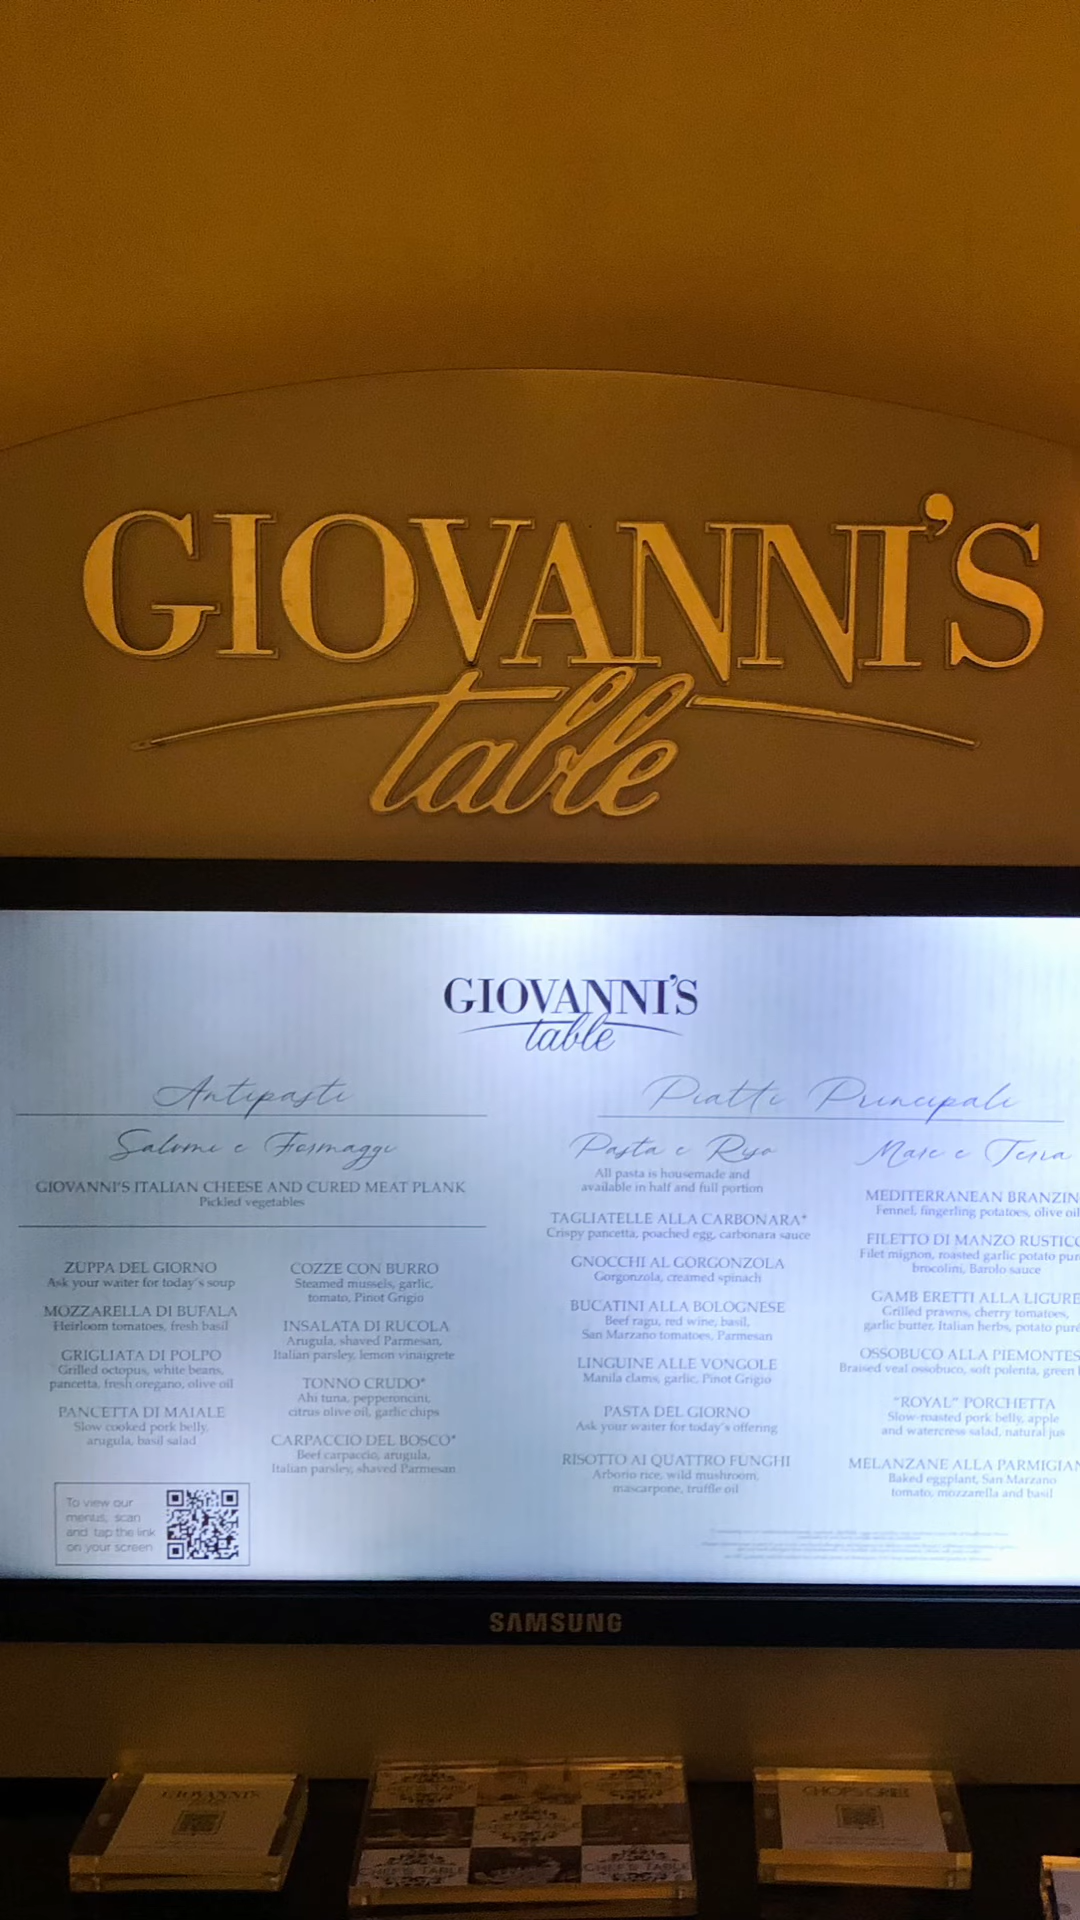 GIOVANNI'S
table
GIOVANNI'S
table
Antipasti
Salumi e Formaggi
GIOVANNI'S ITALIAN CHEESE AND CURED MEAT PLANK
Pickled vegetables
ZUPPA DEL GIORNO
Ask your waiter for today's soup
MOZZARELLA DI BUFALA
Heirloom tomatoes, fresh basil
GRIGLIATA DI POLPO
Grilled octopus, white beans,
pancetta, fresh oregano, olive oil
PANCETTA DI MAIALE
Slow cooked pork belly,
arugula, basil salad
COZZE CON BURRO
Steamed mussels, garlic,
tomato, Pinot Grigio
INSALATA DI RUCOLA
Arugula, shaved Parmesan,
Italian parsley, lemon vinaigrete
TONNO CRUDO*
Ahi tuna, pepperoncini,
citrus olive oil, garlic chips
CARPACCIO DEL BOSCO*
Beef carpaccio, arugula,
Italian parsley, shaved Parmesan
To view our
menus, scan
and tap the link
on your screen
Piatti Principali
Pasta e Riso
All pasta is housemade and
available in half and full portion
TAGLIATELLE ALLA CARBONARA*
Crispy pancetta, poached egg, carbonara sauce
GNOCCHI AL GORGONZOLA
Gorgonzola, creamed spinach
BUCATINI ALLA BOLOGNESE
Beef ragu, red wine, basil,
San Marzano tomatoes, Parmesan
LINGUINE ALLE VONGOLE
Manila clams, garlic, Pinot Grigio
PASTA DEL GIORNO
Ask your waiter for today's offering
RISOTTO AI QUATTRO FUNGHI
Arborio rice, wild mushroom,
mascarpone, truffle oil
Mare e Terra
MEDITERRANEAN BRANZIN
Fennel, fingerling potatoes, olive oil
FILETTO DI MANZO RUSTICO
Filet mignon, roasted garlic potato pur
brocolini, Barolo sauce
GAMB ERETTI ALLA LIGURE
Grilled prawns, cherry tomatoes,
garlic butter, Italian herbs, potato puré
OSSOBUCO ALLA PIEMONTES
Braised veal ossobuco, soft polenta, green
"ROYAL" PORCHETTA
Slow-roasted pork belly, apple
and watercress salad, natural jus
MELANZANE ALLA PARMIGIAN
Baked eggplant, San Marzano
tomato, mozzarella and basil
SAMSUNG
GIOVANNI'S
CHEF'S TABLE
CHEF'S TABLE
CHEF'S TABLE
CHEF'S TABLE
CHOPS GRILLE